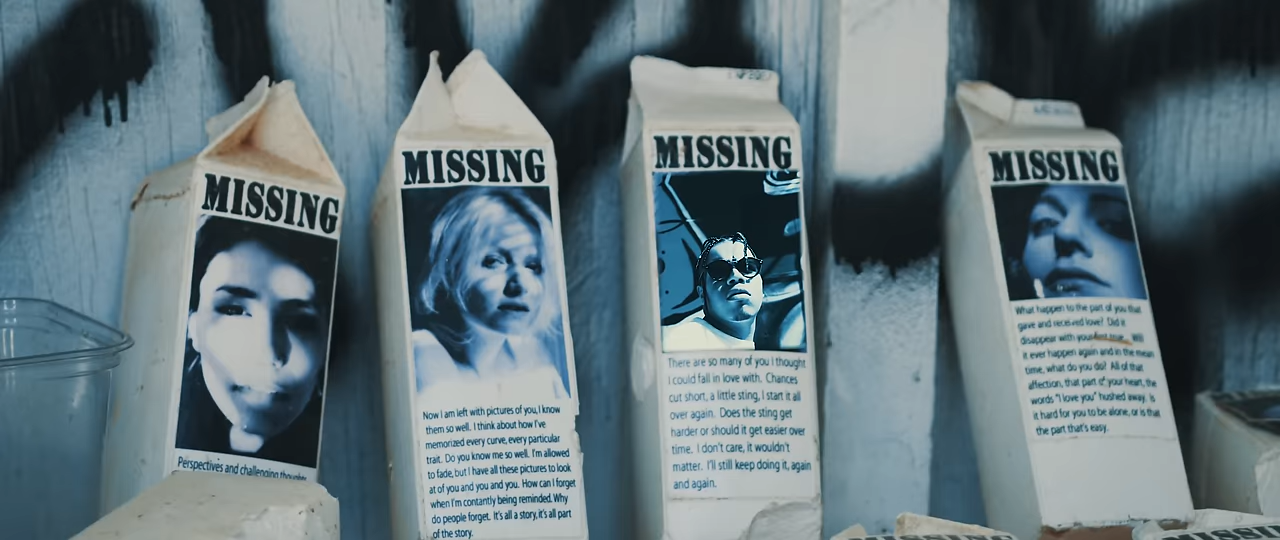 MISSING
Perspectives and challenging thoughts
MISSING
Now I am left with pictures of you, I know
them so well. I think about how I've
memorized every curve, every particular
trait. Do you know me so well. I'm allowed
to fade, but I have all these pictures to look
at of you and you and you. How can I forget
when I'm contantly being reminded. Why
do people forget. It's all a story, it's all part
of the story.
MISSING
There are so many of you I thought
I could fall in love with. Chances
cut short, a little sting, I start it all
over again. Does the sting get
harder or should it get easier over
time. I don't care, it wouldn't
matter. I'll still keep doing it, again
and again.
MISSING
What happen to the part of you that
gave and received love? Did it
disappear with your Will
it ever happen again and in the mean
time, what do you do? All of that
affection, that part of your heart, the
words "I love you" hushed away. Is
it hard for you to be alone, or is that
the part that's easy.
MISSING
MISSING